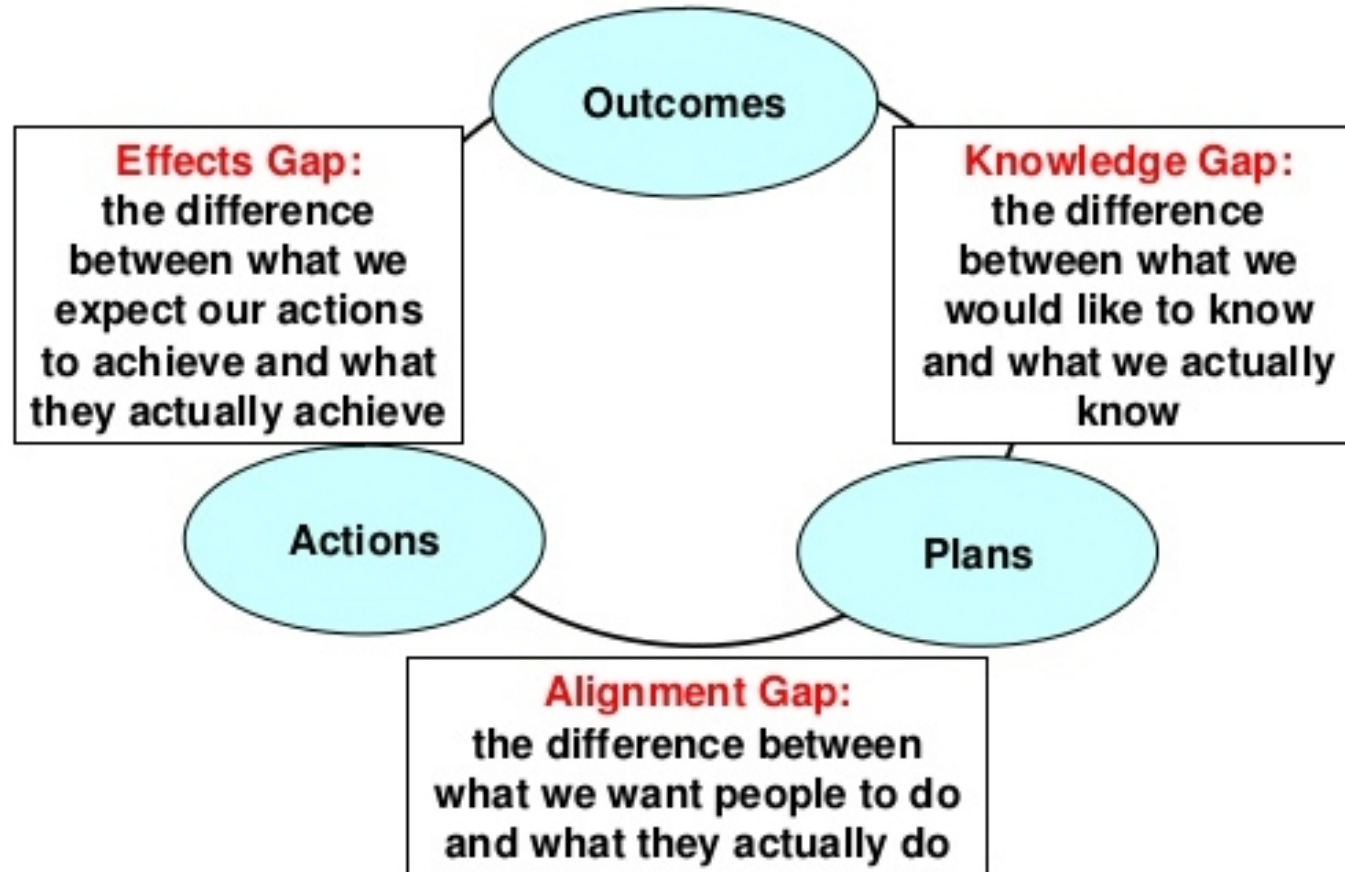 Outcomes
Effects Gap:
the difference
between what we
expect our actions
to achieve and what
they actually achieve
Knowledge Gap:
the difference
between what we
would like to know
and what we actually
know
Actions
Plans
Alignment Gap:
the difference between
what we want people to do
and what they actually do